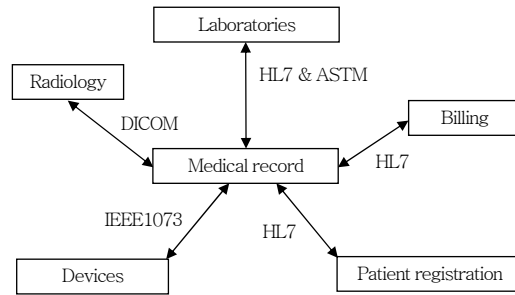 Laboratories
HL7 & ASTM
Radiology
DICOM
Billing
HL7
Medical record
IEEE1073
HL7
Devices
Patient registration